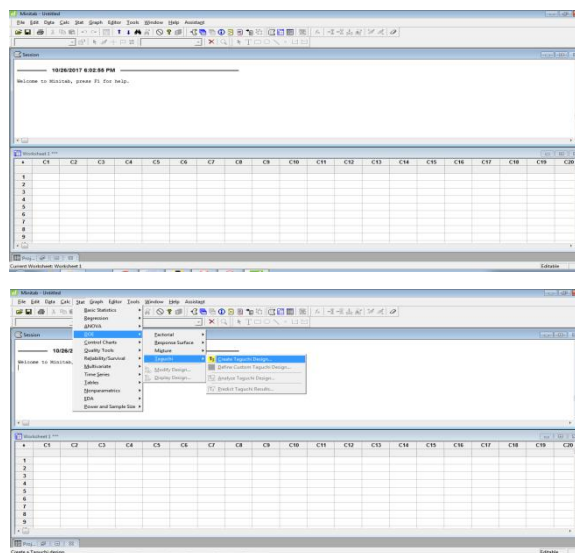 Minitab - Untitled
File Edit Data Calc Stat Graph Editor Tools Window Help Assistant
Session
10/26/2017 6:02:55 PM
Welcome to Minitab, press F1 for help.
Worksheet 1 ***
C1 C2 C3 C4 C5 C6 C7 C8 C9 C10 C11 C12 C13 C14 C15 C16 C17 C18 C19 C20
1
2
3
4
5
6
7
8
9
Proj...
Current Worksheet: Worksheet 1 Editable
Minitab - Untitled
File Edit Data Calc Stat Graph Editor Tools Window Help Assistant
Basic Statistics
Regression
ANOVA
Session DOE Factorial
Control Charts Response Surface
10/26/2 Quality Tools Mixture
Reliability/Survival Taguchi Create Taguchi Design...
Welcome to Minitab, Multivariate Modify Design... Define Custom Taguchi Design...
Time Series Display Design... Analyze Taguchi Design...
Tables Predict Taguchi Results...
Nonparametrics
EDA
Power and Sample Size
Worksheet 1 ***
C1 C2 C3 C4 C5 C6 C7 C8 C9 C10 C11 C12 C13 C14 C15 C16 C17 C18 C19 C20
1
2
3
4
5
6
7
8
9
Proj...
Create a Taguchi design Editable